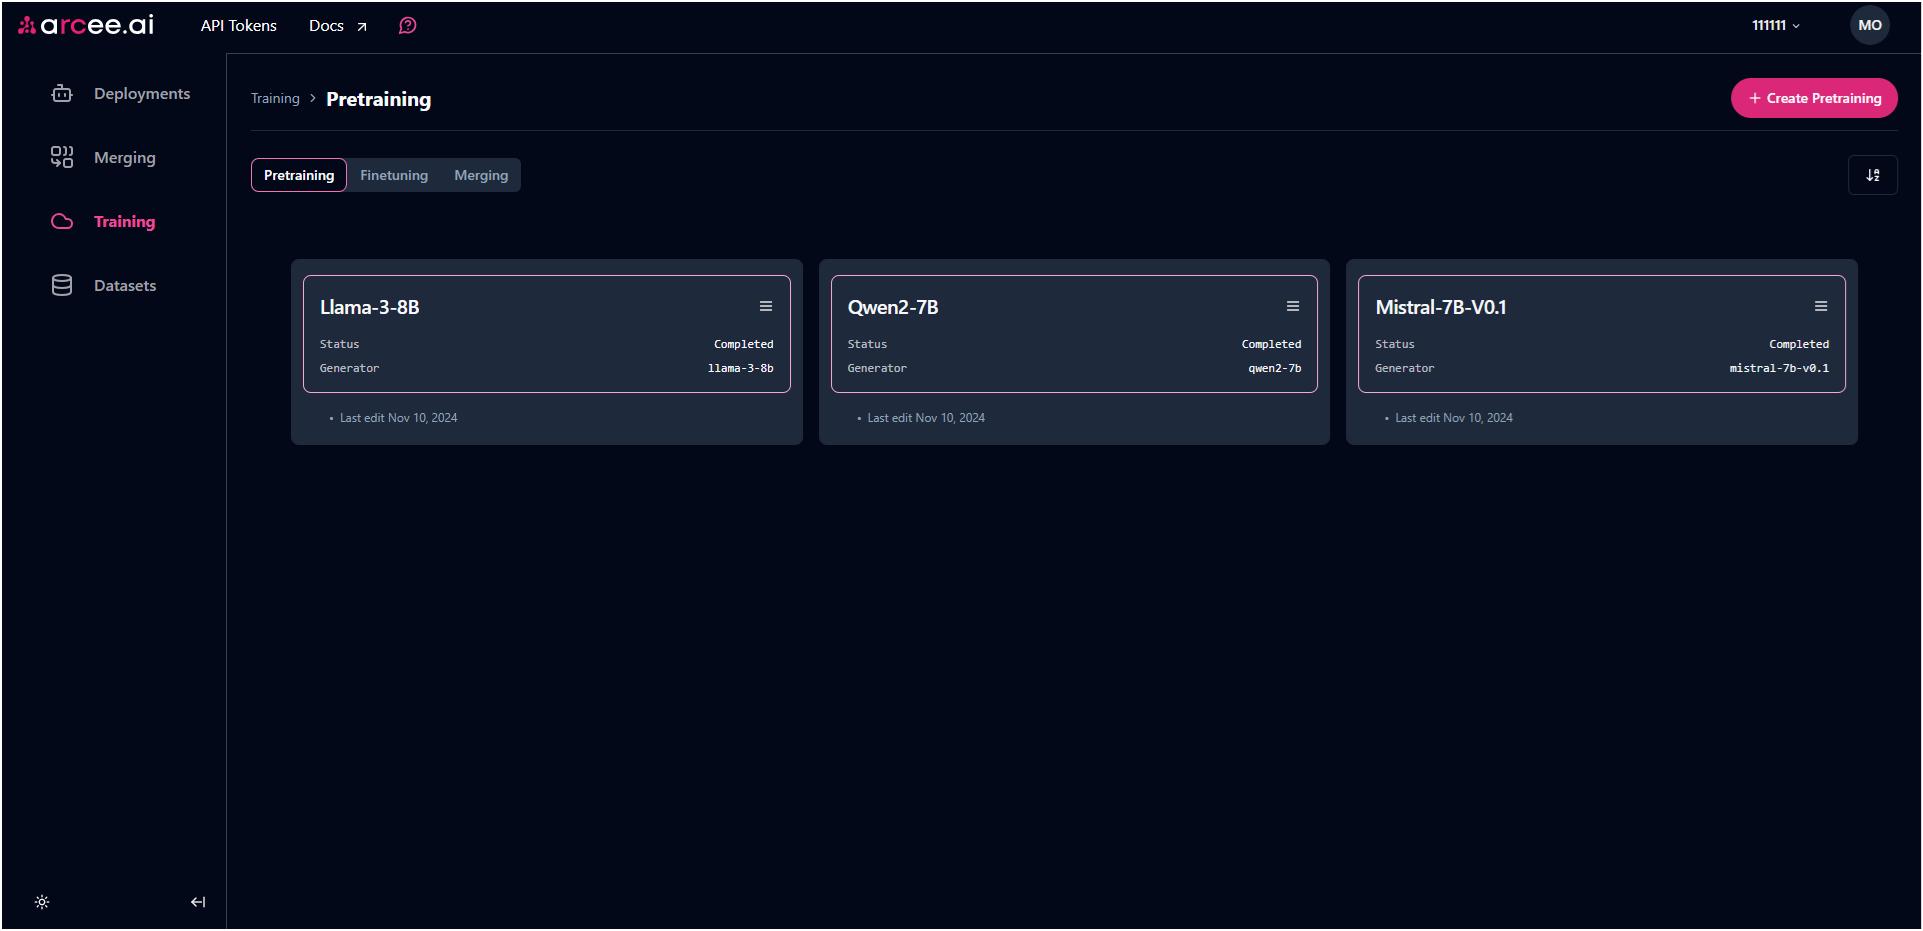 arcee.ai
API Tokens
Docs
111111
MO
Deployments
Merging
Training
Datasets
Training > Pretraining
+ Create Pretraining
Pretraining Finetuning Merging
Llama-3-8B
Status Completed
Generator llama-3-8b
• Last edit Nov 10, 2024
Qwen2-7B
Status Completed
Generator qwen2-7b
• Last edit Nov 10, 2024
Mistral-7B-V0.1
Status Completed
Generator mistral-7b-v0.1
• Last edit Nov 10, 2024